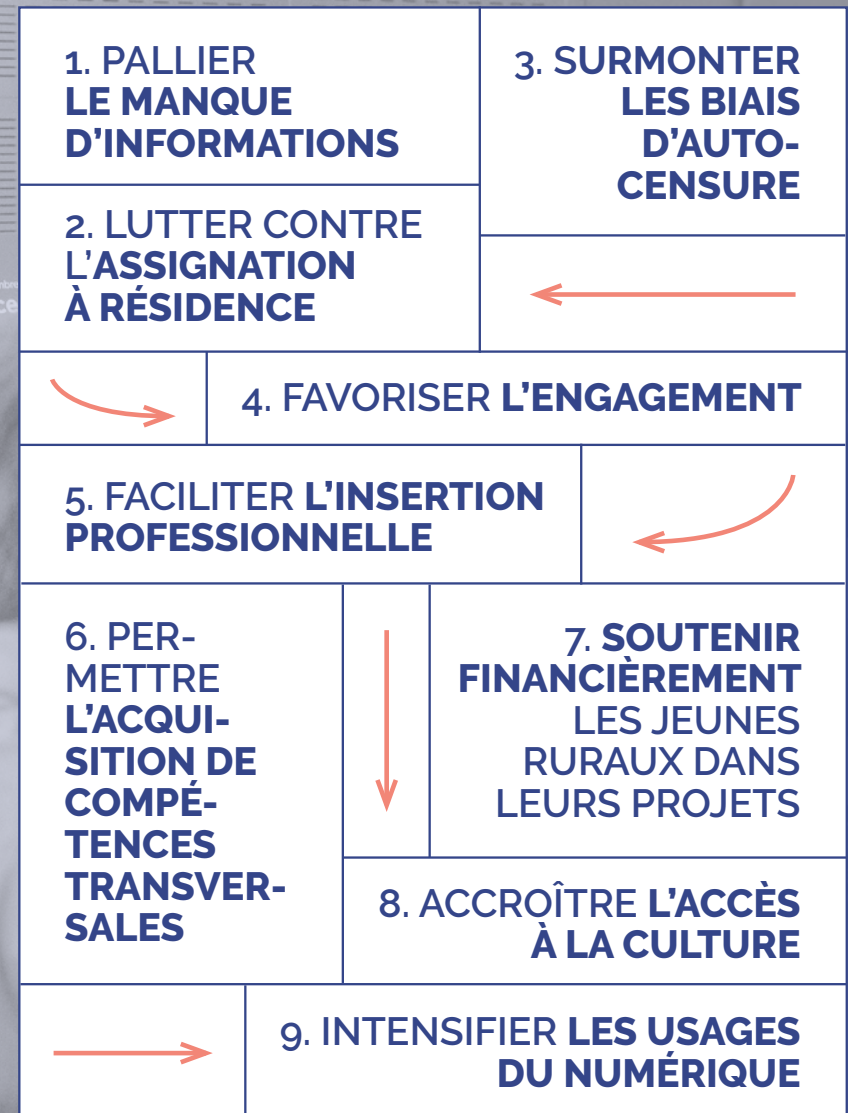 1. PALLIER
LE MANQUE
D’INFORMATIONS
2. LUTTER CONTRE
L’ASSIGNATION
À RÉSIDENCE
3. SURMONTER
LES BIAIS
D’AUTO-
CENSURE
4. FAVORISER L’ENGAGEMENT
5. FACILITER L’INSERTION
PROFESSIONNELLE
6. PER-
METTRE
L’ACQUI-
SITION DE
COMPÉ-
TENCES
TRANSVER-
SALES
7. SOUTENIR
FINANCIÈREMENT
LES JEUNES
RURAUX DANS
LEURS PROJETS
8. ACCROÎTRE L’ACCÈS
À LA CULTURE
9. INTENSIFIER LES USAGES
DU NUMÉRIQUE